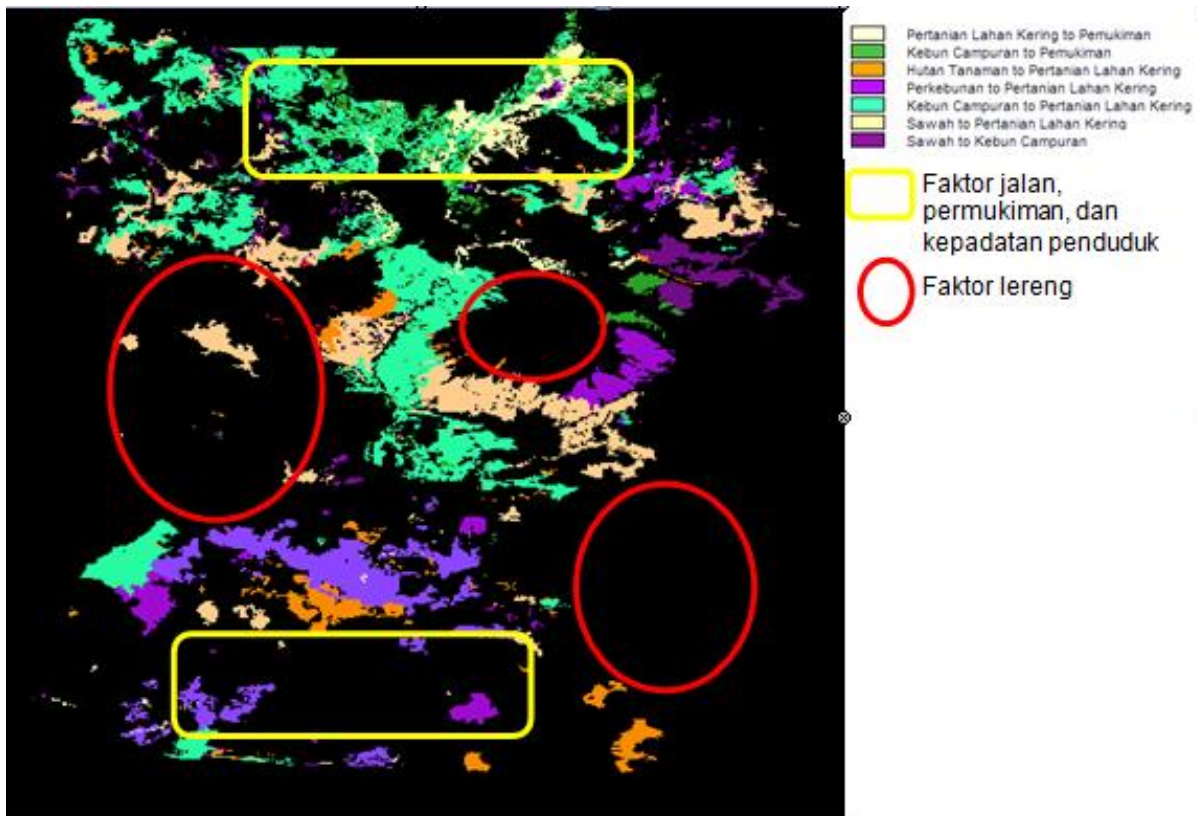 Pertanian Lahan Kering to Pemukiman
Kebun Campuran to Pemukiman
Hutan Tanaman to Pertanian Lahan Kering
Perkebunan to Pertanian Lahan Kering
Kebun Campuran to Pertanian Lahan Kering
Sawah to Pertanian Lahan Kering
Sawah to Kebun Campuran
Faktor jalan,
permukiman, dan
kepadatan penduduk
Faktor lereng